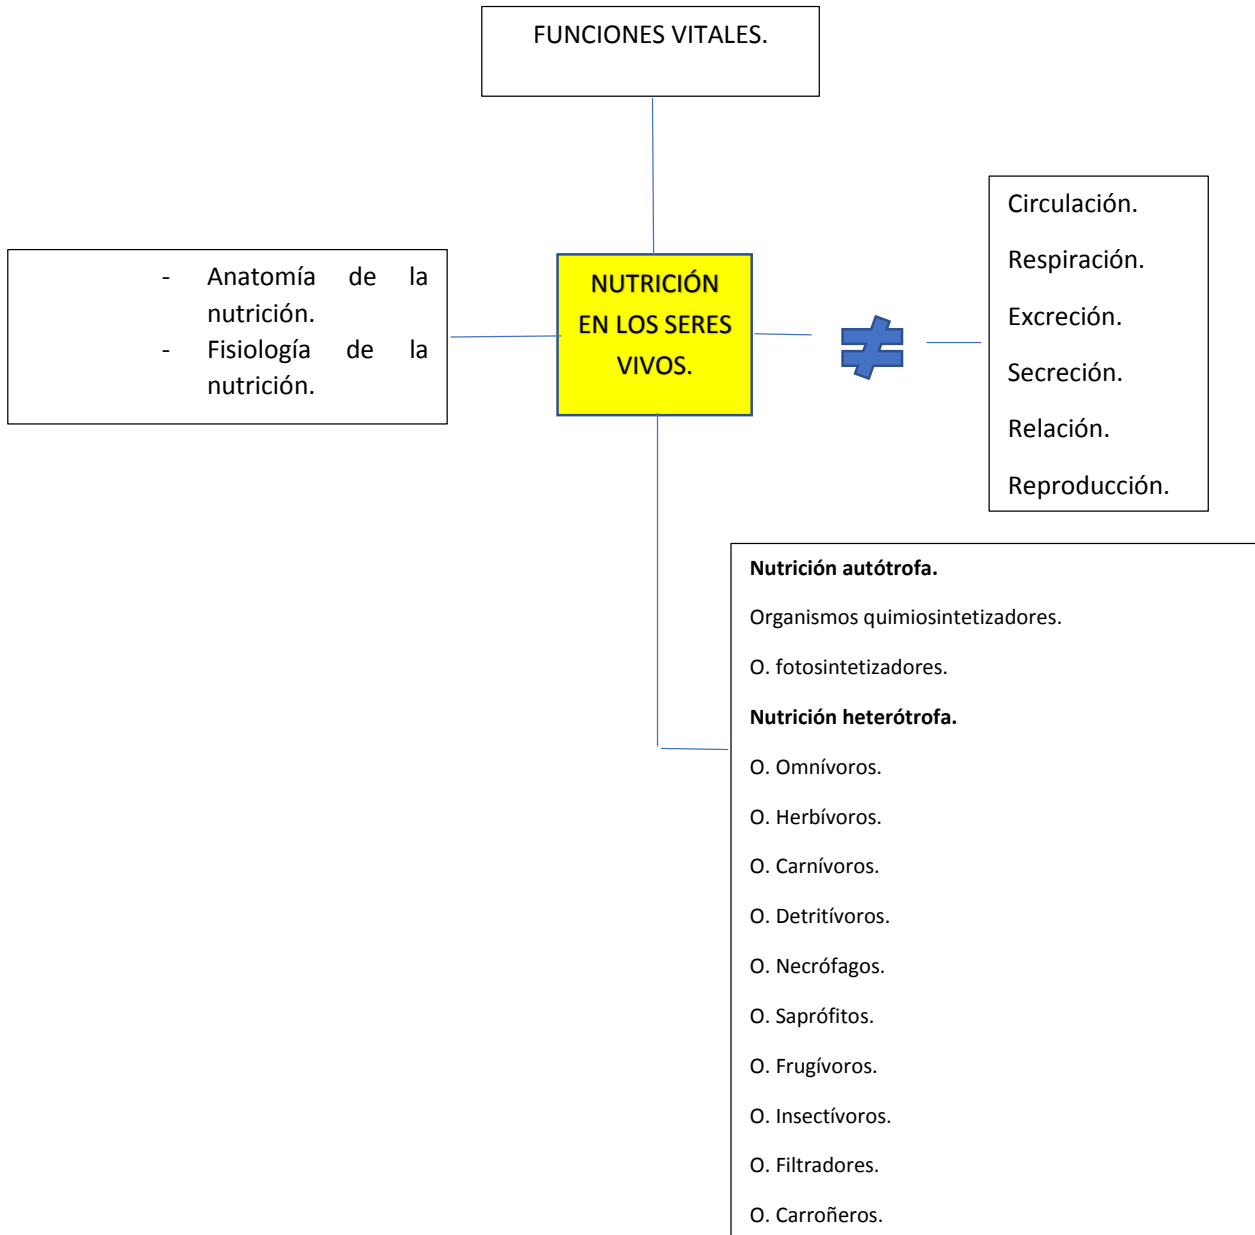 FUNCIONES VITALES.
- Anatomía de la
nutrición.
- Fisiología de la
nutrición.
NUTRICIÓN
EN LOS SERES
VIVOS.
≠
Circulación.
Respiración.
Excreción.
Secreción.
Relación.
Reproducción.
Nutrición autótrofa.
Organismos quimiosintetizadores.
O. fotosintetizadores.
Nutrición heterótrofa.
O. Omnívoros.
O. Herbívoros.
O. Carnívoros.
O. Detritívoros.
O. Necrófagos.
O. Saprófitos.
O. Frugívoros.
O. Insectívoros.
O. Filtradores.
O. Carroñeros.